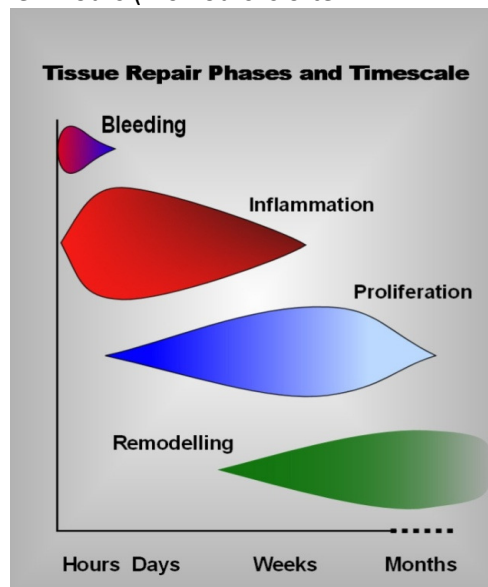 Tissue Repair Phases and Timescale
Bleeding
Inflammation
Proliferation
Remodelling
Hours Days Weeks Months